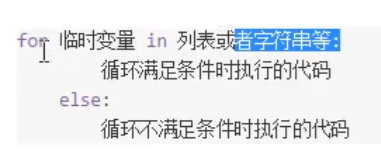 for 临时变量 in 列表或者字符串等:
循环满足条件时执行的代码
else:
循环不满足条件时执行的代码